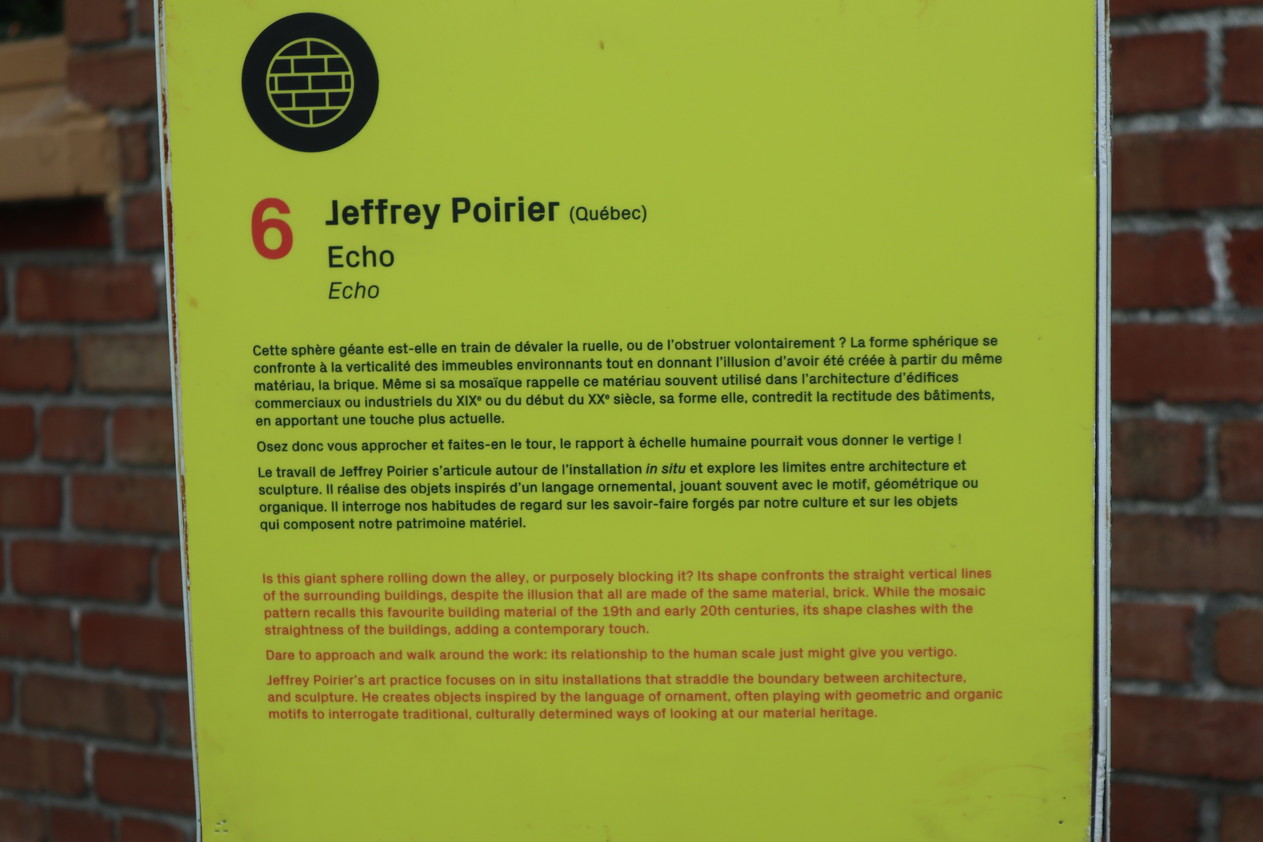 6
Jeffrey Poirier (Québec)
Echo
Echo
Cette sphère géante est-elle en train de dévaler la ruelle, ou de l'obstruer volontairement ? La forme sphérique se
confronte à la verticalité des immeubles environnants tout en donnant l'illusion d'avoir été créée à partir du même
matériau, la brique. Même si sa mosaïque rappelle ce matériau souvent utilisé dans l'architecture d'édifices
commerciaux ou industriels du XIXᵉ ou du début du XXᵉ siècle, sa forme elle, contredit la rectitude des bâtiments,
en apportant une touche plus actuelle.
Osez donc vous approcher et faites-en le tour, le rapport à échelle humaine pourrait vous donner le vertige !
Le travail de Jeffrey Poirier s'articule autour de l'installation in situ et explore les limites entre architecture et
sculpture. Il réalise des objets inspirés d'un langage ornemental, jouant souvent avec le motif, géométrique ou
organique. Il interroge nos habitudes de regard sur les savoir-faire forgés par notre culture et sur les objets
qui composent notre patrimoine matériel.
Is this giant sphere rolling down the alley, or purposely blocking it? Its shape confronts the straight vertical lines
of the surrounding buildings, despite the illusion that all are made of the same material, brick. While the mosaic
pattern recalls this favourite building material of the 19th and early 20th centuries, its shape clashes with the
straightness of the buildings, adding a contemporary touch.
Dare to approach and walk around the work: its relationship to the human scale just might give you vertigo.
Jeffrey Poirier's art practice focuses on in situ installations that straddle the boundary between architecture,
and sculpture. He creates objects inspired by the language of ornament, often playing with geometric and organic
motifs to interrogate traditional, culturally determined ways of looking at our material heritage.